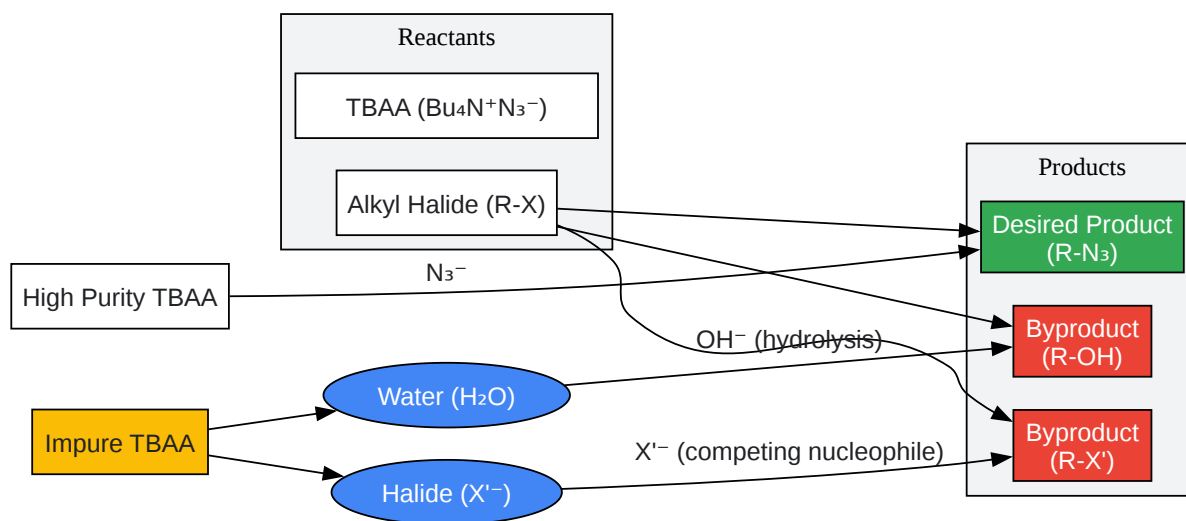 Reactants
TBAA (Bu₄N⁺N₃⁻)
Alkyl Halide (R-X)
Products
Desired Product
(R-N₃)
N₃⁻
High Purity TBAA
Byproduct
(R-OH)
OH⁻ (hydrolysis)
Water (H₂O)
Impure TBAA
Byproduct
(R-X')
X'⁻ (competing nucleophile)
Halide (X'⁻)